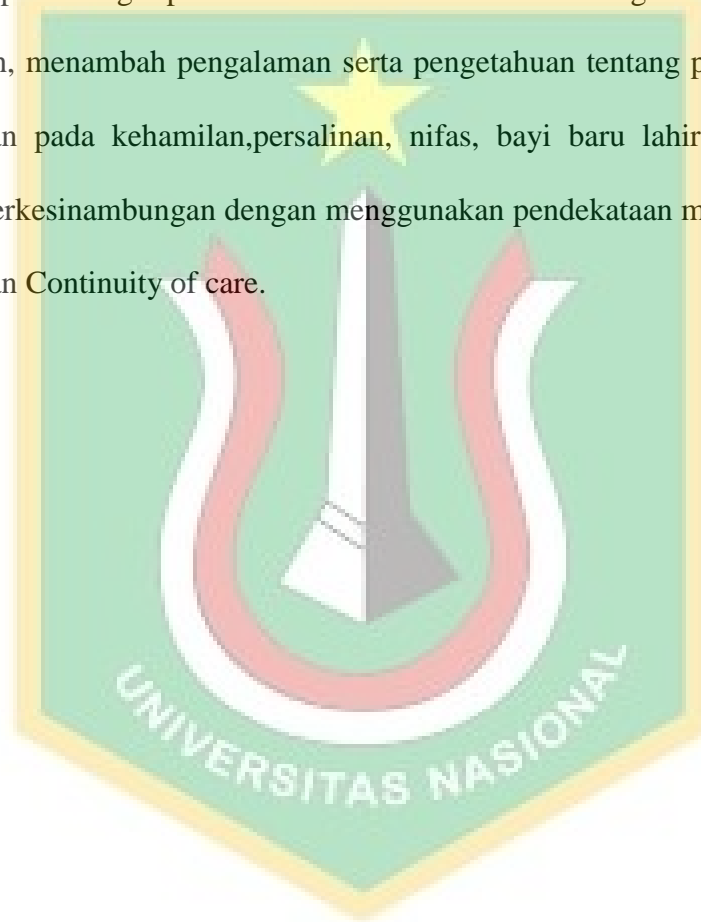 menambah pengalaman serta pengetahuan tentang
pada kehamilan,persalinan, nifas, bayi baru lahir
dengan menggunakan pendekataan
Continuity of care.
UNIVERSITAS NASIONAL